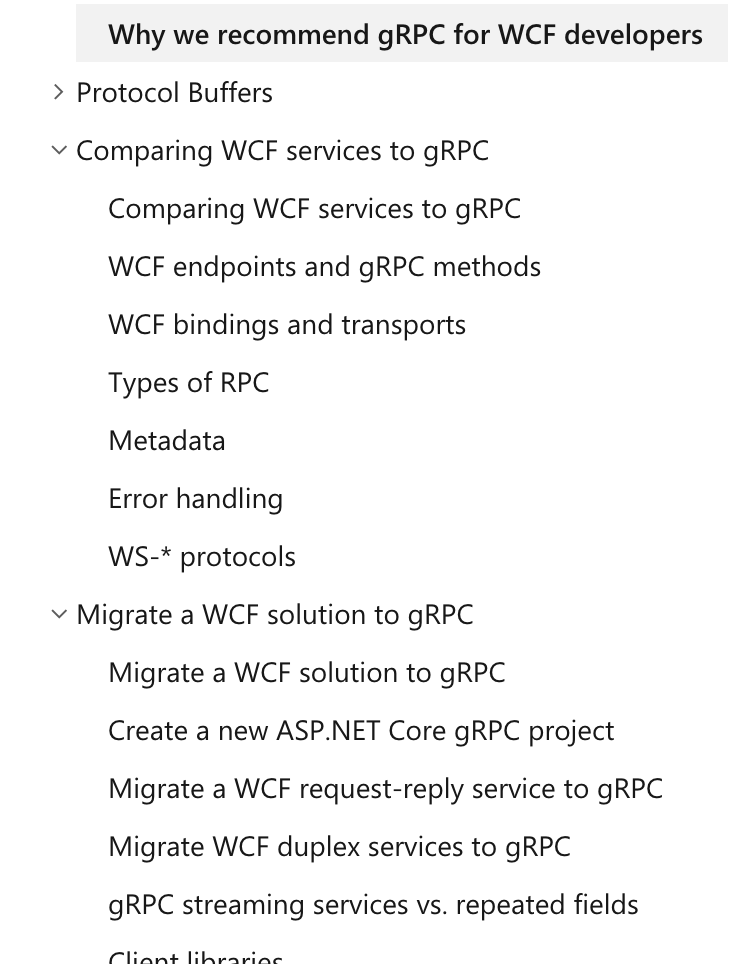 Why we recommend gRPC for WCF developers
Protocol Buffers
Comparing WCF services to gRPC
Comparing WCF services to gRPC
WCF endpoints and gRPC methods
WCF bindings and transports
Types of RPC
Metadata
Error handling
WS-* protocols
Migrate a WCF solution to gRPC
Migrate a WCF solution to gRPC
Create a new ASP.NET Core gRPC project
Migrate a WCF request-reply service to gRPC
Migrate WCF duplex services to gRPC
gRPC streaming services vs. repeated fields
Client libraries